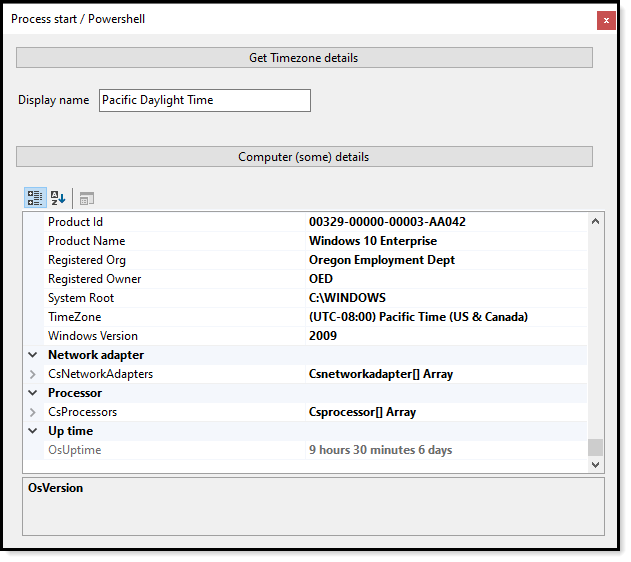 Process start / Powershell
x
Get Timezone details
Display name Pacific Daylight Time
Computer (some) details
Product Id 00329-00000-00003-AA042
Product Name Windows 10 Enterprise
Registered Org Oregon Employment Dept
Registered Owner OED
System Root C:\WINDOWS
TimeZone (UTC-08:00) Pacific Time (US & Canada)
Windows Version 2009
Network adapter
CsNetworkAdapters Csnetworkadapter[] Array
Processor
CsProcessors Csprocessor[] Array
Up time
OsUptime 9 hours 30 minutes 6 days
OsVersion